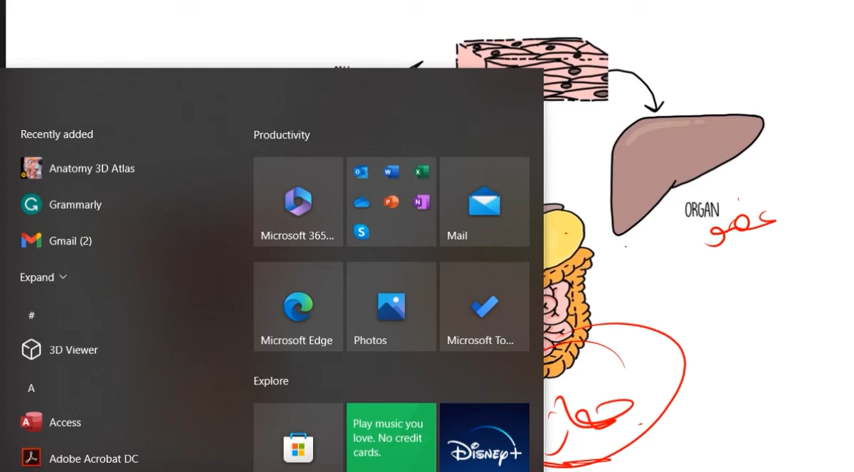 Recently added
Productivity
Anatomy 3D Atlas
Grammarly
Gmail (2)
Expand
#
3D Viewer
A
Access
Adobe Acrobat DC
Microsoft 365...
Mail
Microsoft Edge
Photos
Microsoft To...
Explore
Play music you
love. No credit
cards.
Disney+
ORGAN
عضو